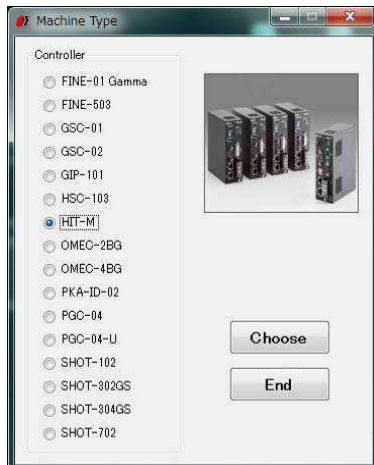 Machine Type
Controller
FINE-01 Gamma
FINE-503
GSC-01
GSC-02
GIP-101
HSC-103
HIT-M
OMEC-2BG
OMEC-4BG
PKA-ID-02
PGC-04
PGC-04-U
SHOT-102
SHOT-302GS
SHOT-304GS
SHOT-702
Choose
End